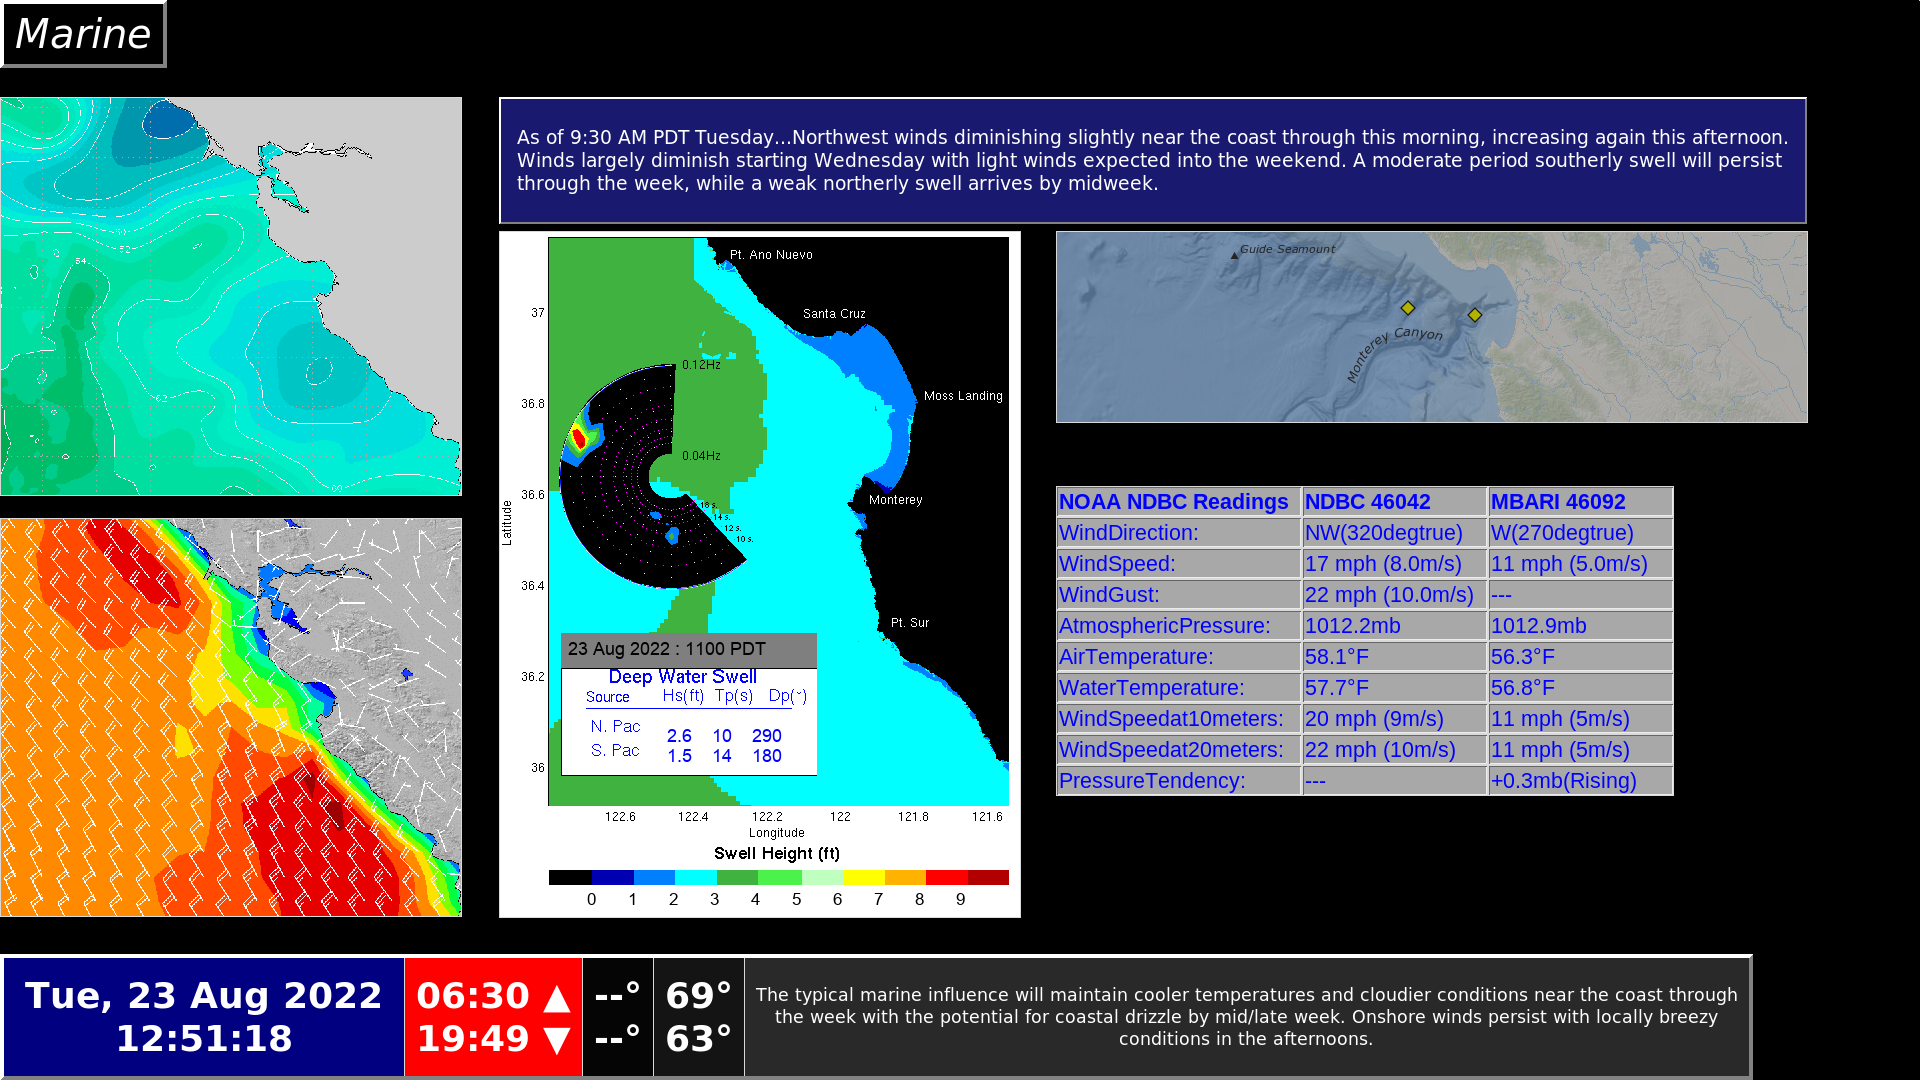 Marine
As of 9:30 AM PDT Tuesday...Northwest winds diminishing slightly near the coast through this morning, increasing again this afternoon.
Winds largely diminish starting Wednesday with light winds expected into the weekend. A moderate period southerly swell will persist
through the week, while a weak northerly swell arrives by midweek.
54
52
Pt. Ano Nuevo
Santa Cruz
Moss Landing
Monterey
Pt. Sur
0.12Hz
0.04Hz
18 s.
14 s.
12 s.
10 s.
37
36.8
36.6
36.4
36.2
36
Latitude
23 Aug 2022 : 1100 PDT
Deep Water Swell
Source Hs(ft) Tp(s) Dp(˘)
N. Pac 2.6 10 290
S. Pac 1.5 14 180
122.6 122.4 122.2 122 121.8 121.6
Longitude
Swell Height (ft)
0 1 2 3 4 5 6 7 8 9
Guide Seamount
Monterey Canyon
NOAA NDBC Readings NDBC 46042 MBARI 46092
WindDirection: NW(320degtrue) W(270degtrue)
WindSpeed: 17 mph (8.0m/s) 11 mph (5.0m/s)
WindGust: 22 mph (10.0m/s) ---
AtmosphericPressure: 1012.2mb 1012.9mb
AirTemperature: 58.1°F 56.3°F
WaterTemperature: 57.7°F 56.8°F
WindSpeedat10meters: 20 mph (9m/s) 11 mph (5m/s)
WindSpeedat20meters: 22 mph (10m/s) 11 mph (5m/s)
PressureTendency: --- +0.3mb(Rising)
Tue, 23 Aug 2022
12:51:18
06:30 ▲
19:49 ▼
--°
--°
69°
63°
The typical marine influence will maintain cooler temperatures and cloudier conditions near the coast through
the week with the potential for coastal drizzle by mid/late week. Onshore winds persist with locally breezy
conditions in the afternoons.